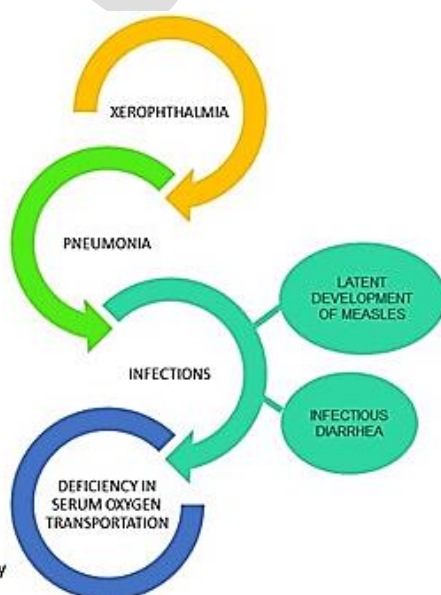 XEROPHTHALMIA
PNEUMONIA
INFECTIONS
LATENT
DEVELOPMENT
OF MEASLES
INFECTIOUS
DIARRHEA
DEFICIENCY IN
SERUM OXYGEN
TRANSPORTATION